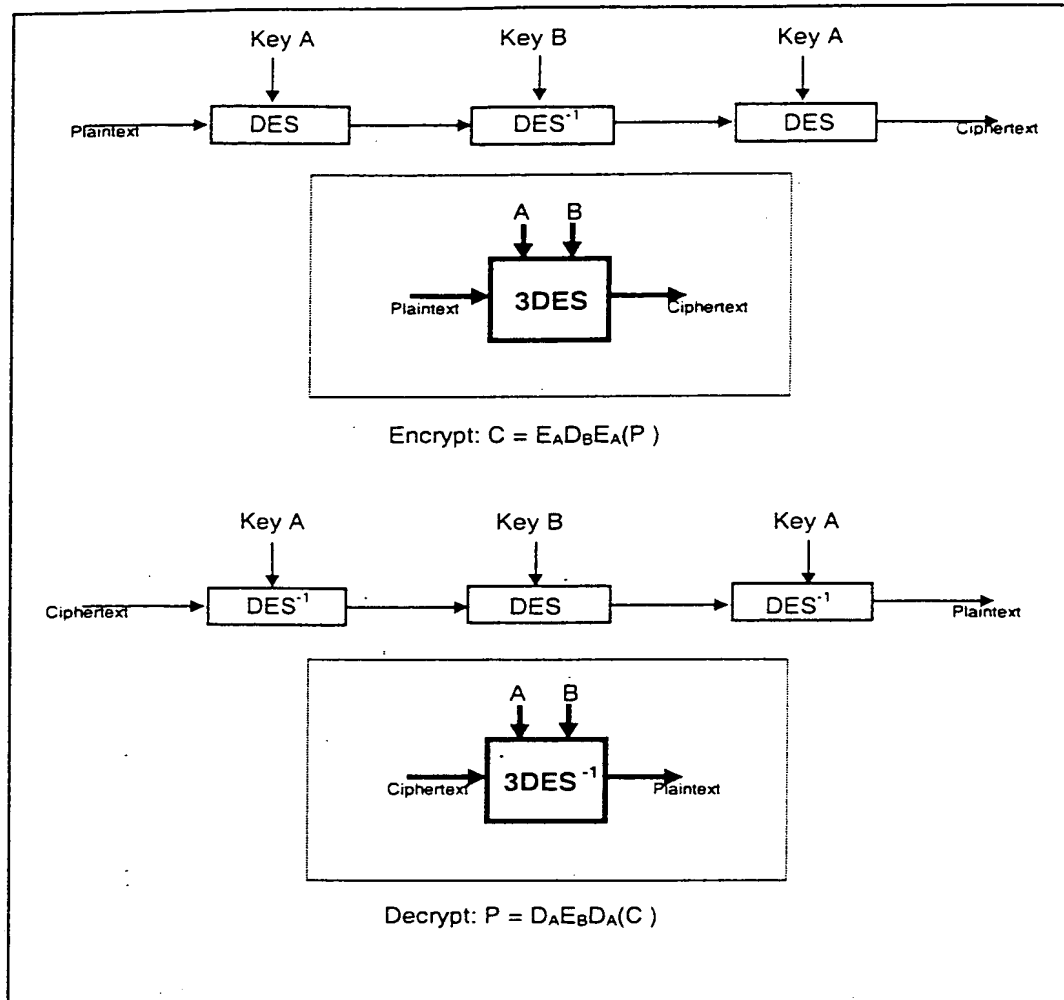 Key A Key B Key A
Plaintext DES DES⁻¹ DES Ciphertext
A B
Plaintext 3DES Ciphertext
Encrypt: C = EADBEA(P )
Key A Key B Key A
Ciphertext DES⁻¹ DES DES⁻¹ Plaintext
A B
Ciphertext 3DES⁻¹ Plaintext
Decrypt: P = DAEBDA(C )